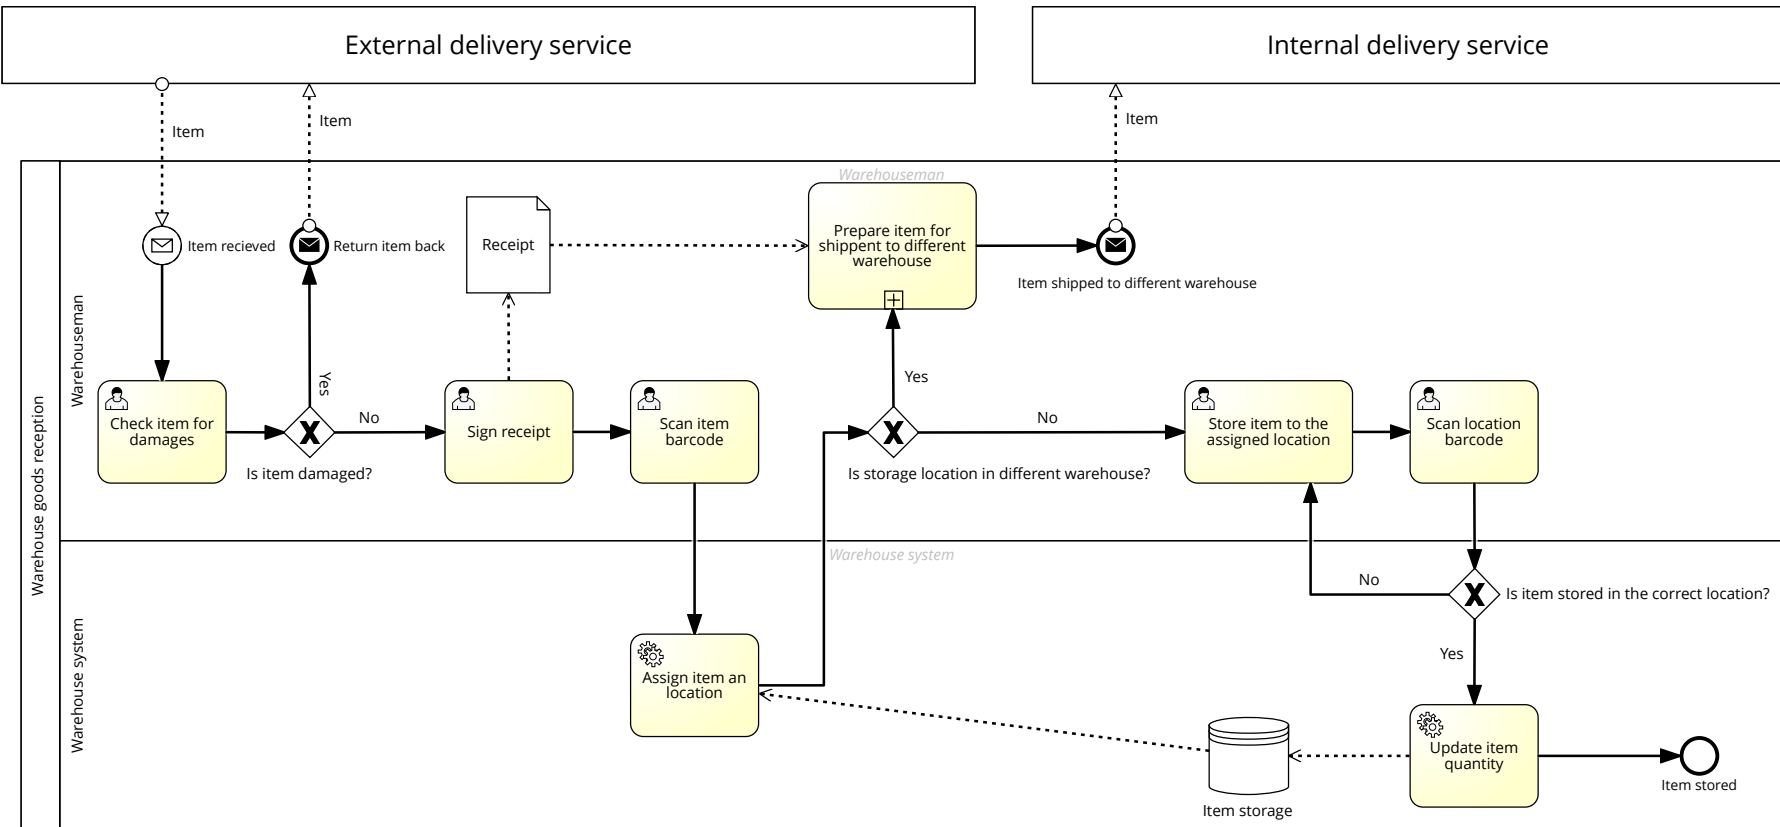 External delivery service
Internal delivery service
Item
Item
Item
Warehouse goods reception
Warehouseman
Warehouseman
Item recieved
Return item back
Receipt
Prepare item for
shippent to different
warehouse
Item shipped to different warehouse
Yes
Yes
Check item for
damages
No
Is item damaged?
Sign receipt
Scan item
barcode
No
Is storage location in different warehouse?
Store item to the
assigned location
Scan location
barcode
Warehouse system
Warehouse system
No
Is item stored in the correct location?
Yes
Assign item an
location
Update item
quantity
Item storage
Item stored